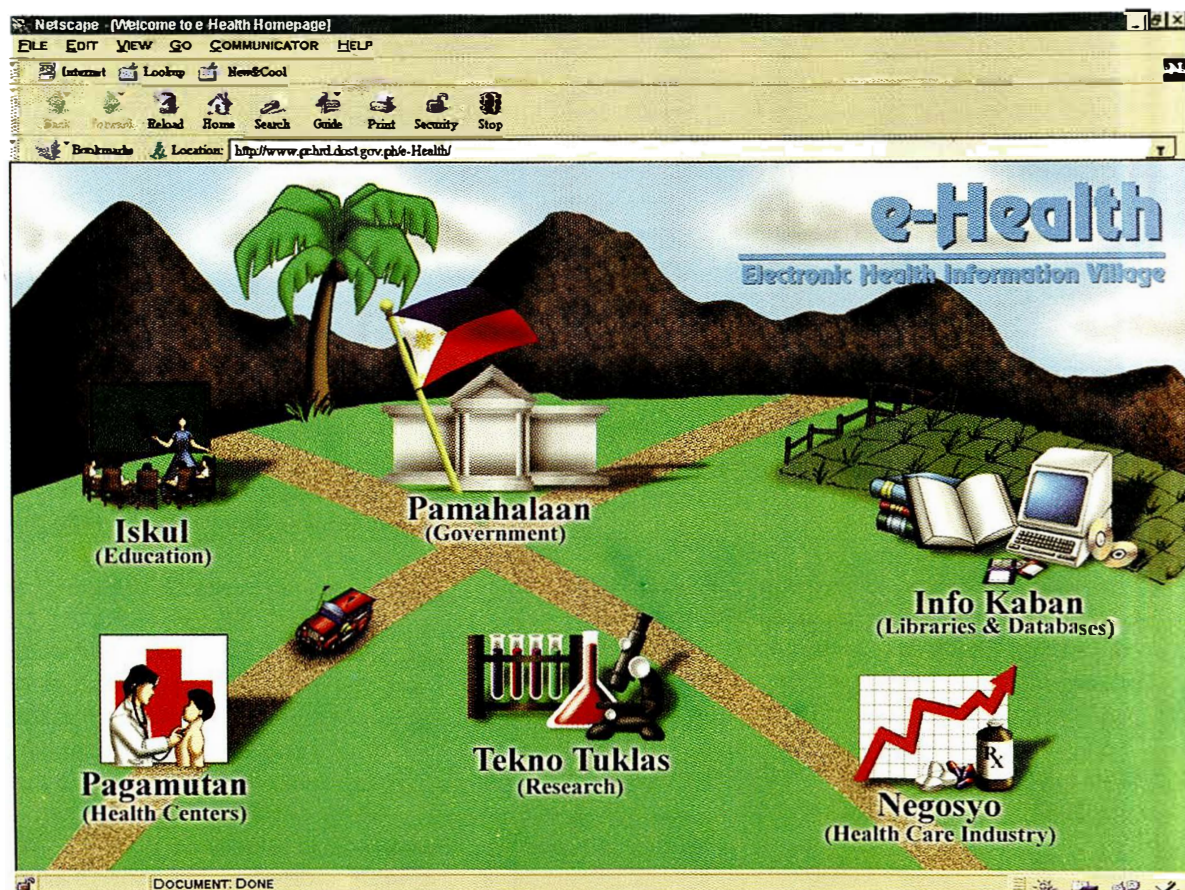 Netscape - [Welcome to e-Health Homepage]
FILE EDIT VIEW GO COMMUNICATOR HELP
Internet Lookup New&Cool
Back Forward Reload Home Search Guide Print Security Stop
Bookmarks Location: http://www.pchrd.dost.gov.ph/e-Health/
N
e-Health
Electronic Health Information Village
Iskul
(Education)
Pamahalaan
(Government)
Info Kaban
(Libraries & Databases)
Pagamutan
(Health Centers)
Tekno Tuklas
(Research)
Rx
Negosyo
(Health Care Industry)
DOCUMENT: DONE